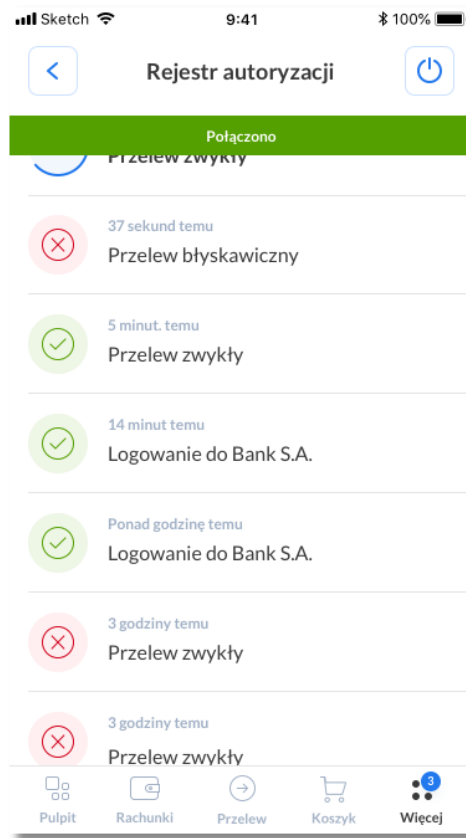 Sketch 9:41 100%
Rejestr autoryzacji
Połączono
Przelew zwykły
37 sekund temu
Przelew błyskawiczny
5 minut. temu
Przelew zwykły
14 minut temu
Logowanie do Bank S.A.
Ponad godzinę temu
Logowanie do Bank S.A.
3 godziny temu
Przelew zwykły
3 godziny temu
Przelew zwykły
3
Pulpit Rachunki Przelew Koszyk Więcej